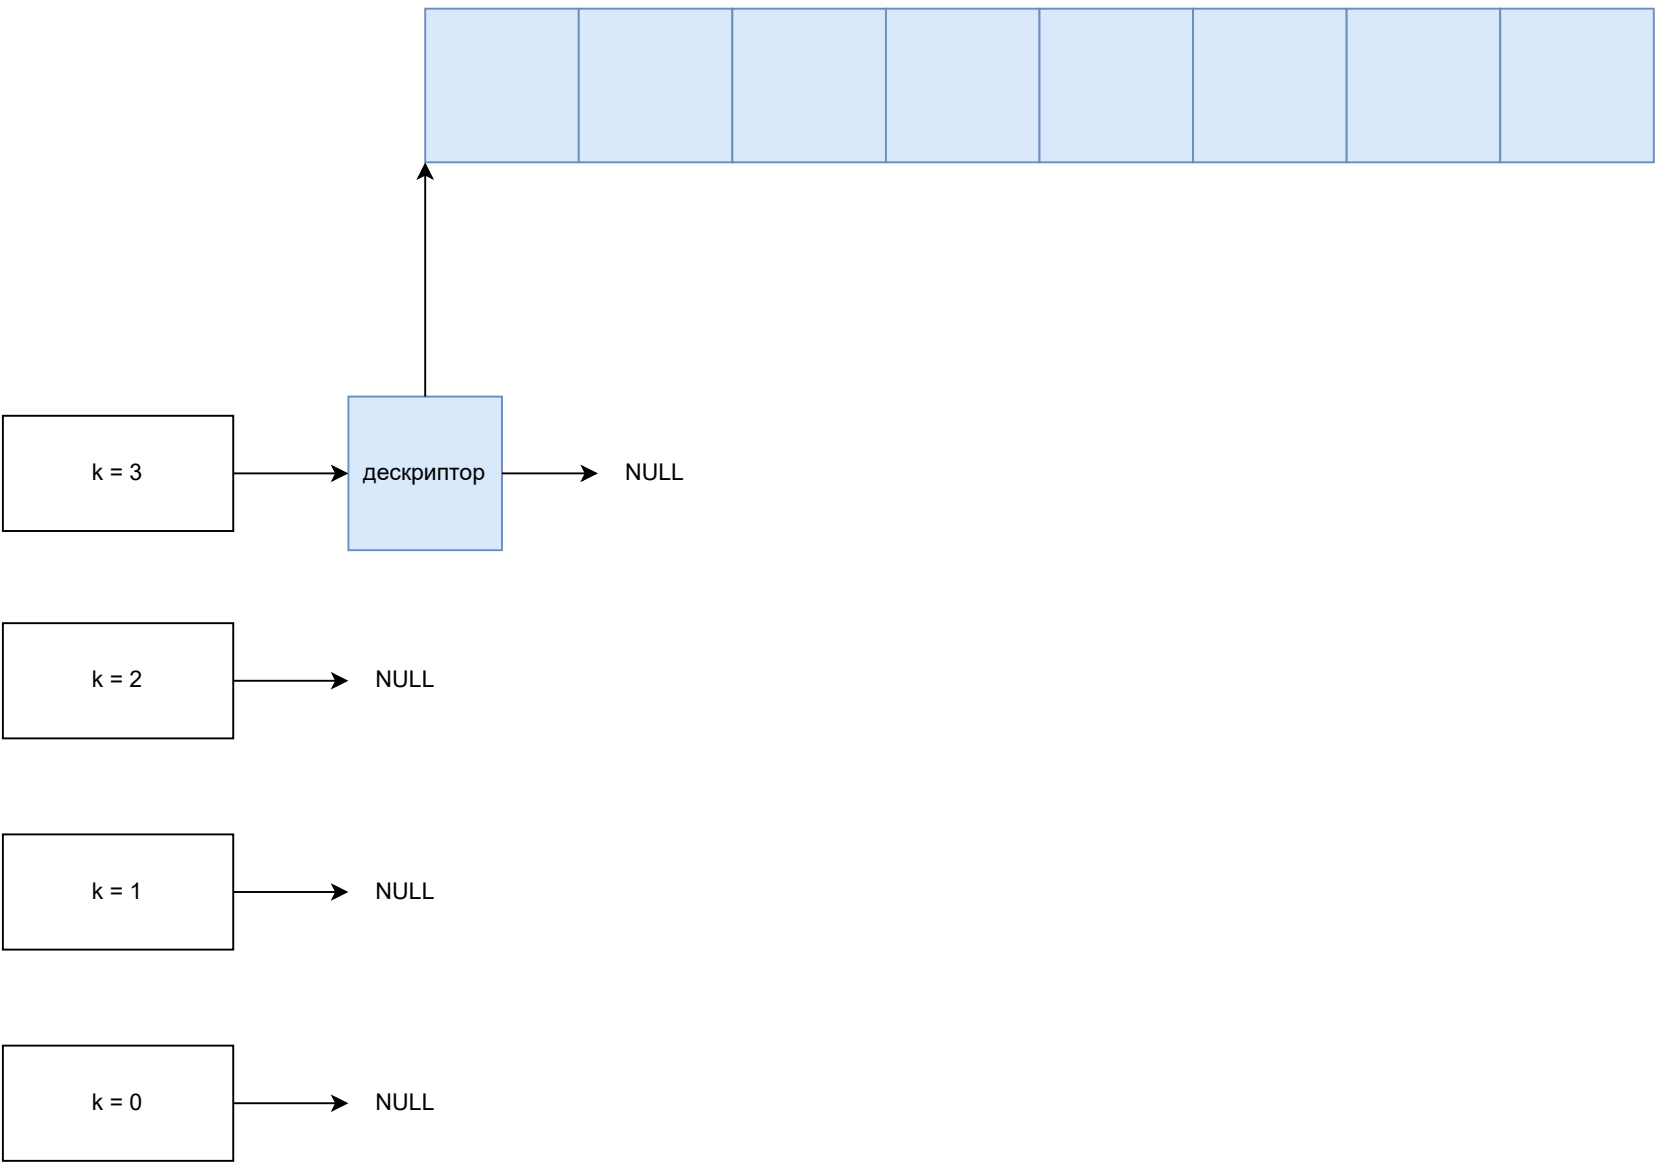 k = 3
дескриптор
NULL
k = 2
NULL
k = 1
NULL
k = 0
NULL